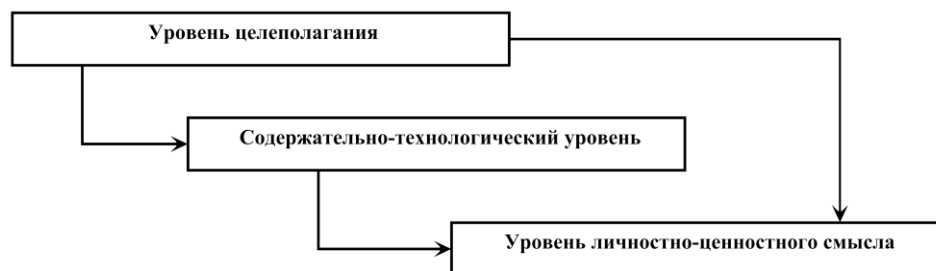 Уровень целеполагания
Содержательно-технологический уровень
Уровень личностно-ценностного смысла